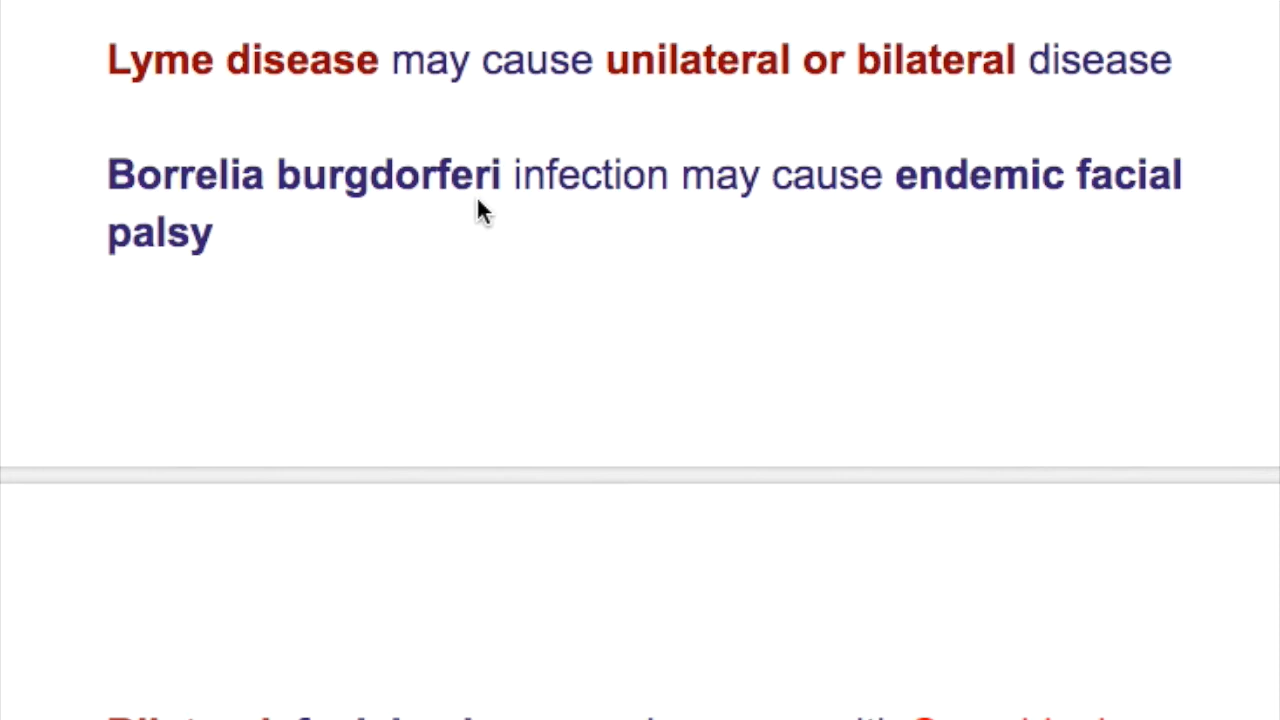 Lyme disease may cause unilateral or bilateral disease
Borrelia burgdorferi infection may cause endemic facial
palsy